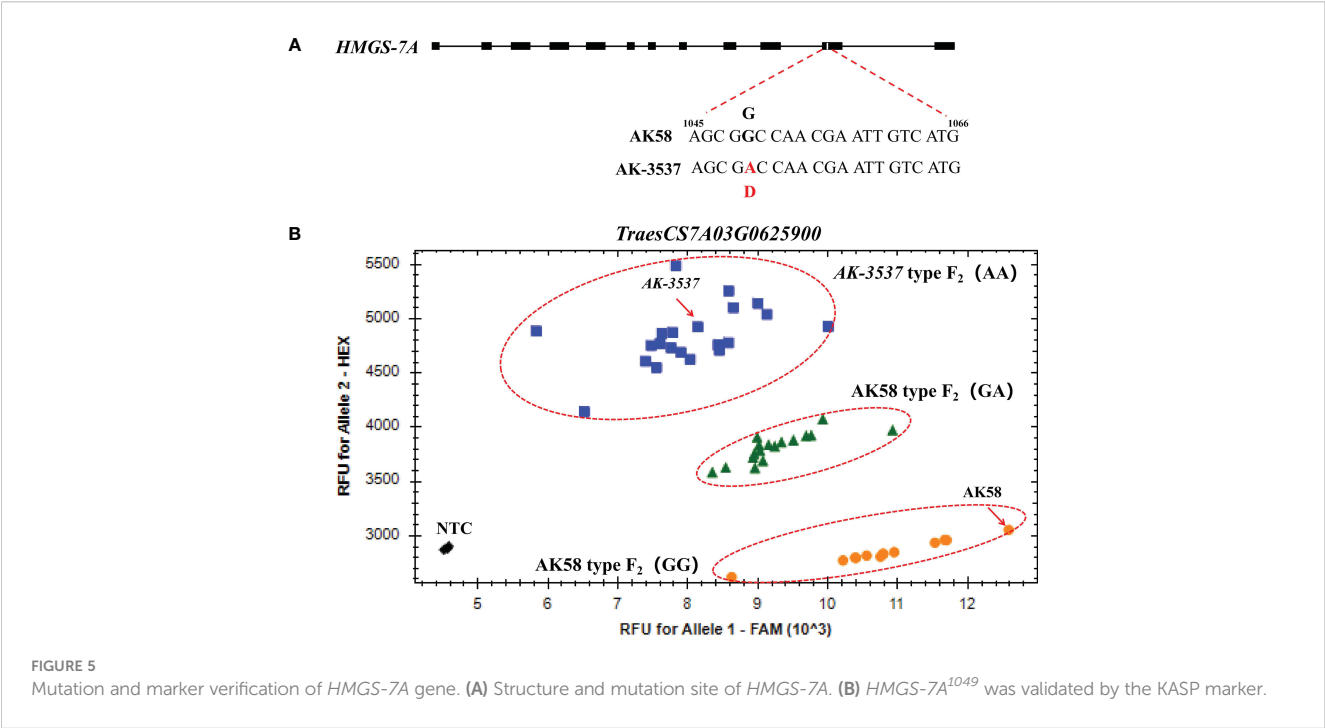 A
HMGS-7A
G
1045 1066
AK58 AGC GGC CAA CGA ATT GTC ATG
AK-3537 AGC GAC CAA CGA ATT GTC ATG
D
B
TraesCS7A03G0625900
RFU for Allele 2 - HEX
5500
5000
4500
4000
3500
3000
AK-3537
AK-3537 type F2（AA）
AK58 type F2（GA）
AK58
NTC
AK58 type F2（GG）
5 6 7 8 9 10 11 12
RFU for Allele 1 - FAM (10^3)
FIGURE 5
Mutation and marker verification of HMGS-7A gene. (A) Structure and mutation site of HMGS-7A. (B) HMGS-7A1049 was validated by the KASP marker.